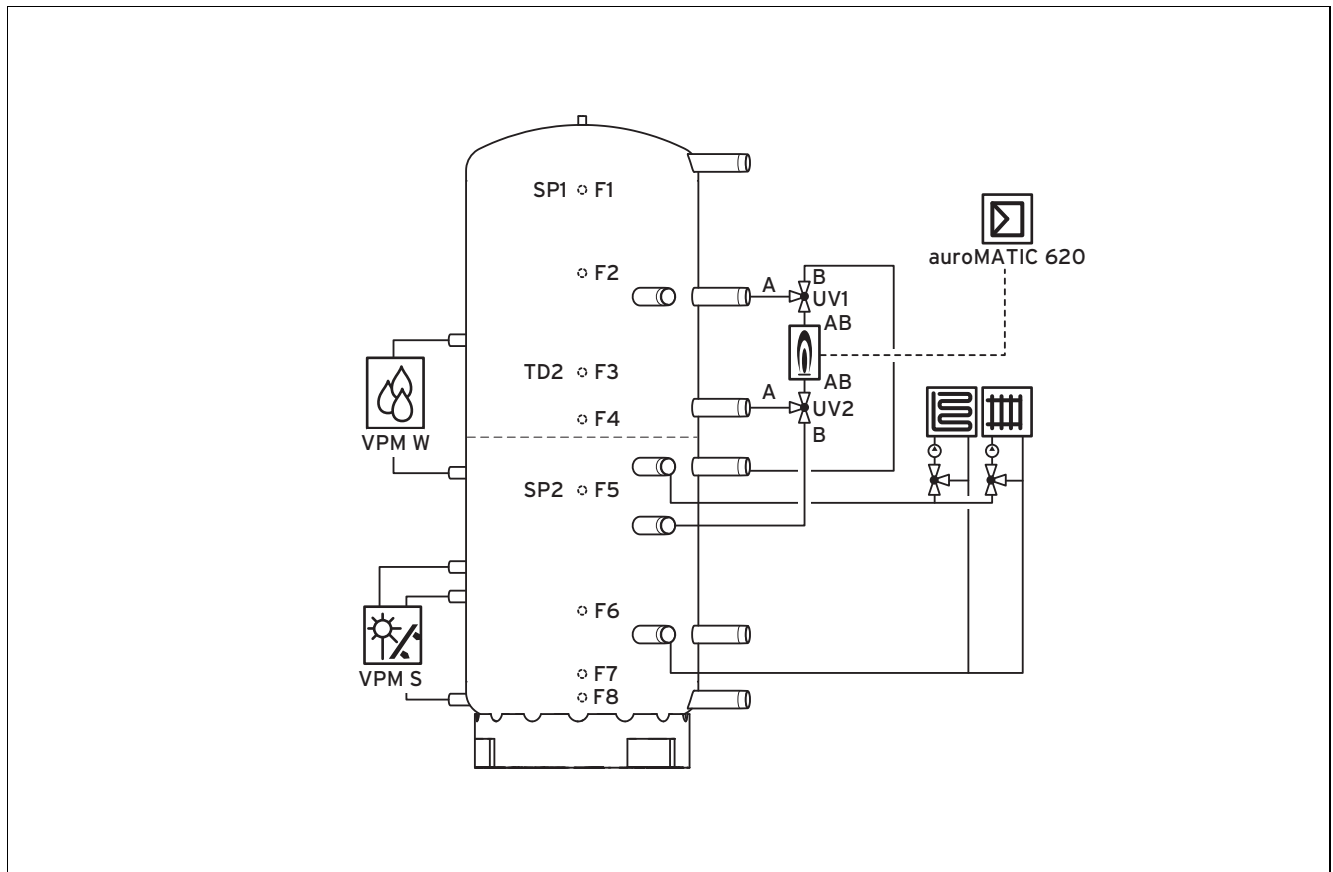 SP1 F1
auroMATIC 620
F2
B
A
UV1
AB
TD2 F3
AB
A
UV2
F4
B
VPM W
SP2 F5
F6
F7
VPM S
F8